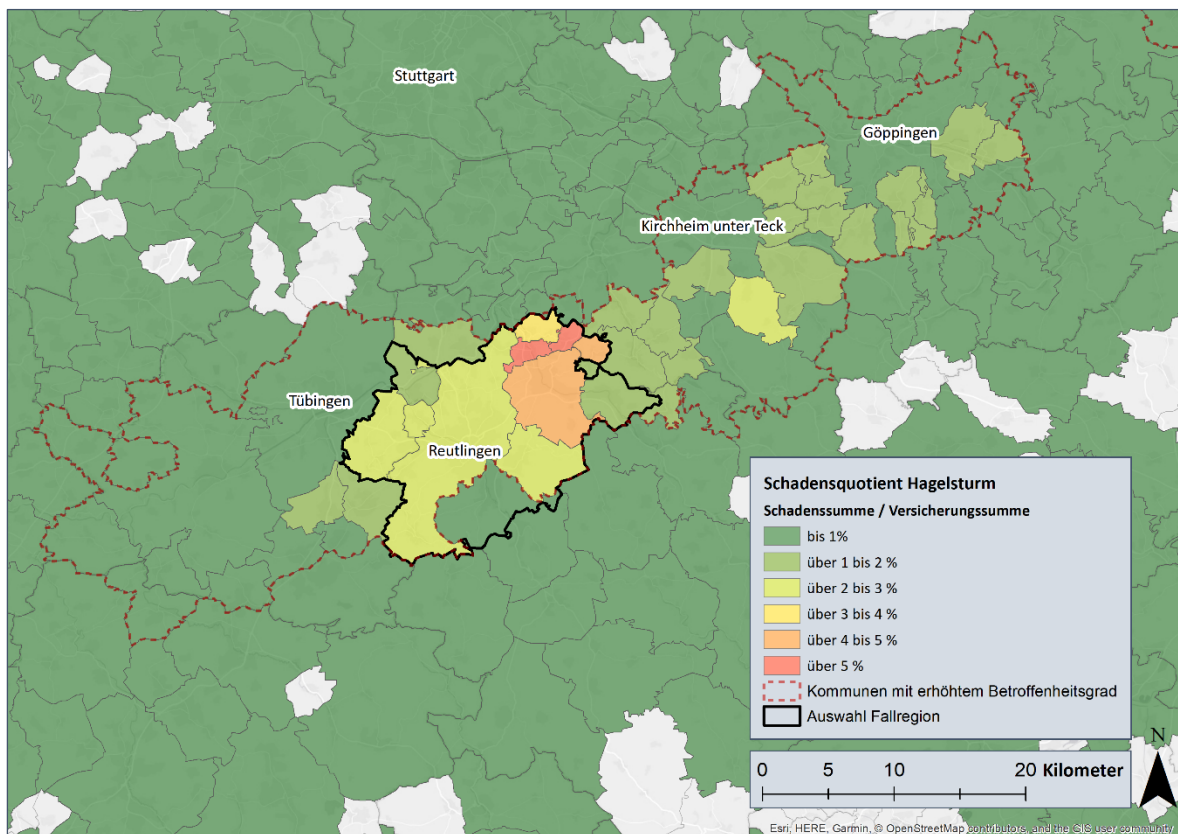 Stuttgart
Göppingen
Kirchheim unter Teck
Tübingen
Reutlingen
Schadensquotient Hagelsturm
Schadenssumme / Versicherungssumme
bis 1%
über 1 bis 2 %
über 2 bis 3 %
über 3 bis 4 %
über 4 bis 5 %
über 5 %
Kommunen mit erhöhtem Betroffenheitsgrad
Auswahl Fallregion
N
0 5 10 20 Kilometer
Esri, HERE, Garmin, © OpenStreetMap contributors, and the GIS user community